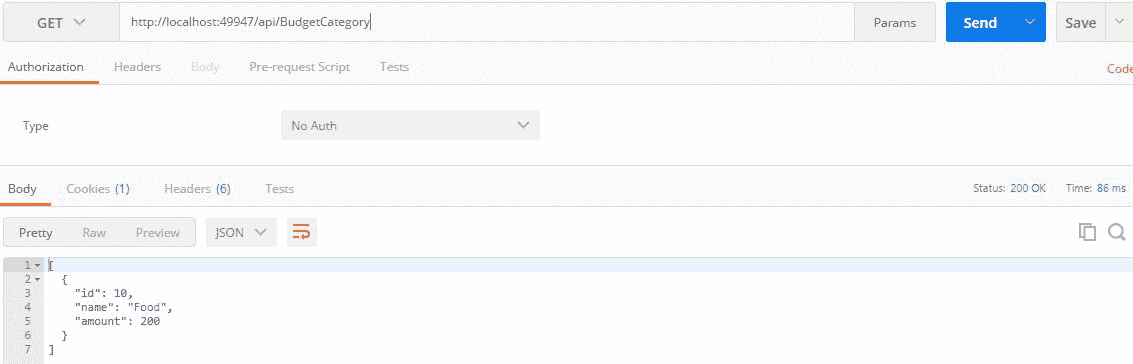 GET http://localhost:49947/api/BudgetCategory Params Send Save
Authorization Headers Body Pre-request Script Tests Code
Type No Auth
Body Cookies (1) Headers (6) Tests Status: 200 OK Time: 86 ms
Pretty Raw Preview JSON
1 [
2 {
3 "id": 10,
4 "name": "Food",
5 "amount": 200
6 }
7 ]